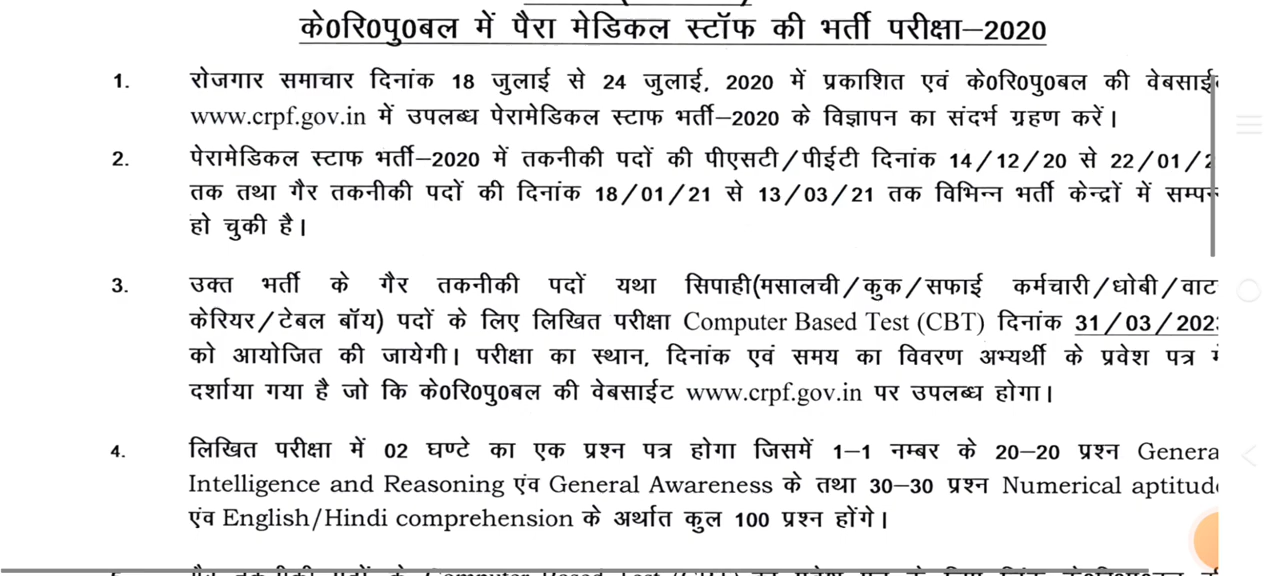 के0रि0पु0बल में पैरा मेडिकल स्टॉफ की भर्ती परीक्षा–2020
1. रोजगार समाचार दिनांक 18 जुलाई से 24 जुलाई, 2020 में प्रकाशित एवं के0रि0पु0बल की
www.crpf.gov.in में उपलब्ध पेरामेडिकल स्टाफ भर्ती–2020 के विज्ञापन का संदर्भ ग्रहण करें।
2. पेरामेडिकल स्टाफ भर्ती–2020 में तकनीकी पदों की पीएसटी/पीईटी दिनांक 14/12/20 से
तक तथा गैर तकनीकी पदों की दिनांक 18/01/21 से 13/03/21 तक विभिन्न भर्ती केन्द्रों में
हो चुकी है।
3. उक्त भर्ती के गैर तकनीकी पदों यथा सिपाही(मसालची/कुक/सफाई कर्मचारी/धोबी/वाट
केरियर/टेबल बॉय) पदों के लिए लिखित परीक्षा Computer Based Test (CBT) दिनांक 31/03/202
को आयोजित की जायेगी। परीक्षा का स्थान, दिनांक एवं समय का विवरण अभ्यर्थी के प्रवेश पत्र
दर्शाया गया है जो कि के0रि0पु0बल की वेबसाईट www.crpf.gov.in पर उपलब्ध होगा।
4. लिखित परीक्षा में 02 घण्टे का एक प्रश्न पत्र होगा जिसमें 1–1 नम्बर के 20–20 प्रश्न Genera
Intelligence and Reasoning एंव General Awareness के तथा 30–30 प्रश्न Numerical aptitud
एंव English/Hindi comprehension के अर्थात कुल 100 प्रश्न होंगे।